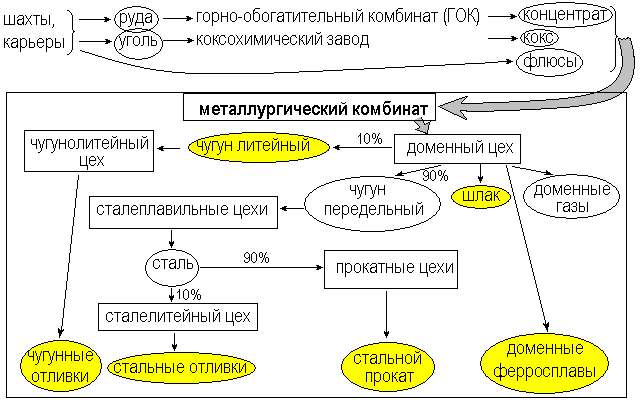 шахты,
карьеры
руда
горно-обогатительный комбинат (ГОК)
концентрат
уголь
коксохимический завод
кокс
флюсы
металлургический комбинат
чугунолитейный
цех
чугун литейный
10%
доменный цех
90%
чугун
передельный
шлак
доменные
газы
сталеплавильные цехи
сталь
90%
прокатные цехи
10%
сталелитейный цех
чугунные
отливки
стальные отливки
стальной
прокат
доменные
ферросплавы